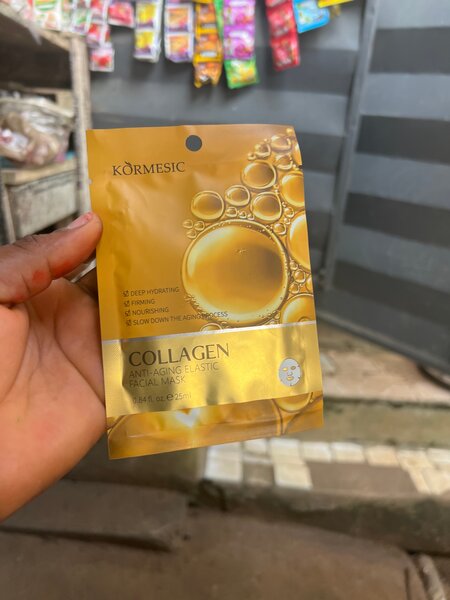 KORMESIC
DEEP HYDRATING
FIRMING
NOURISHING
SLOW DOWN THE AGING PROCESS
COLLAGEN
ANTI-AGING ELASTIC
FACIAL MASK
0.84 fl. oz. ℮ 25ml